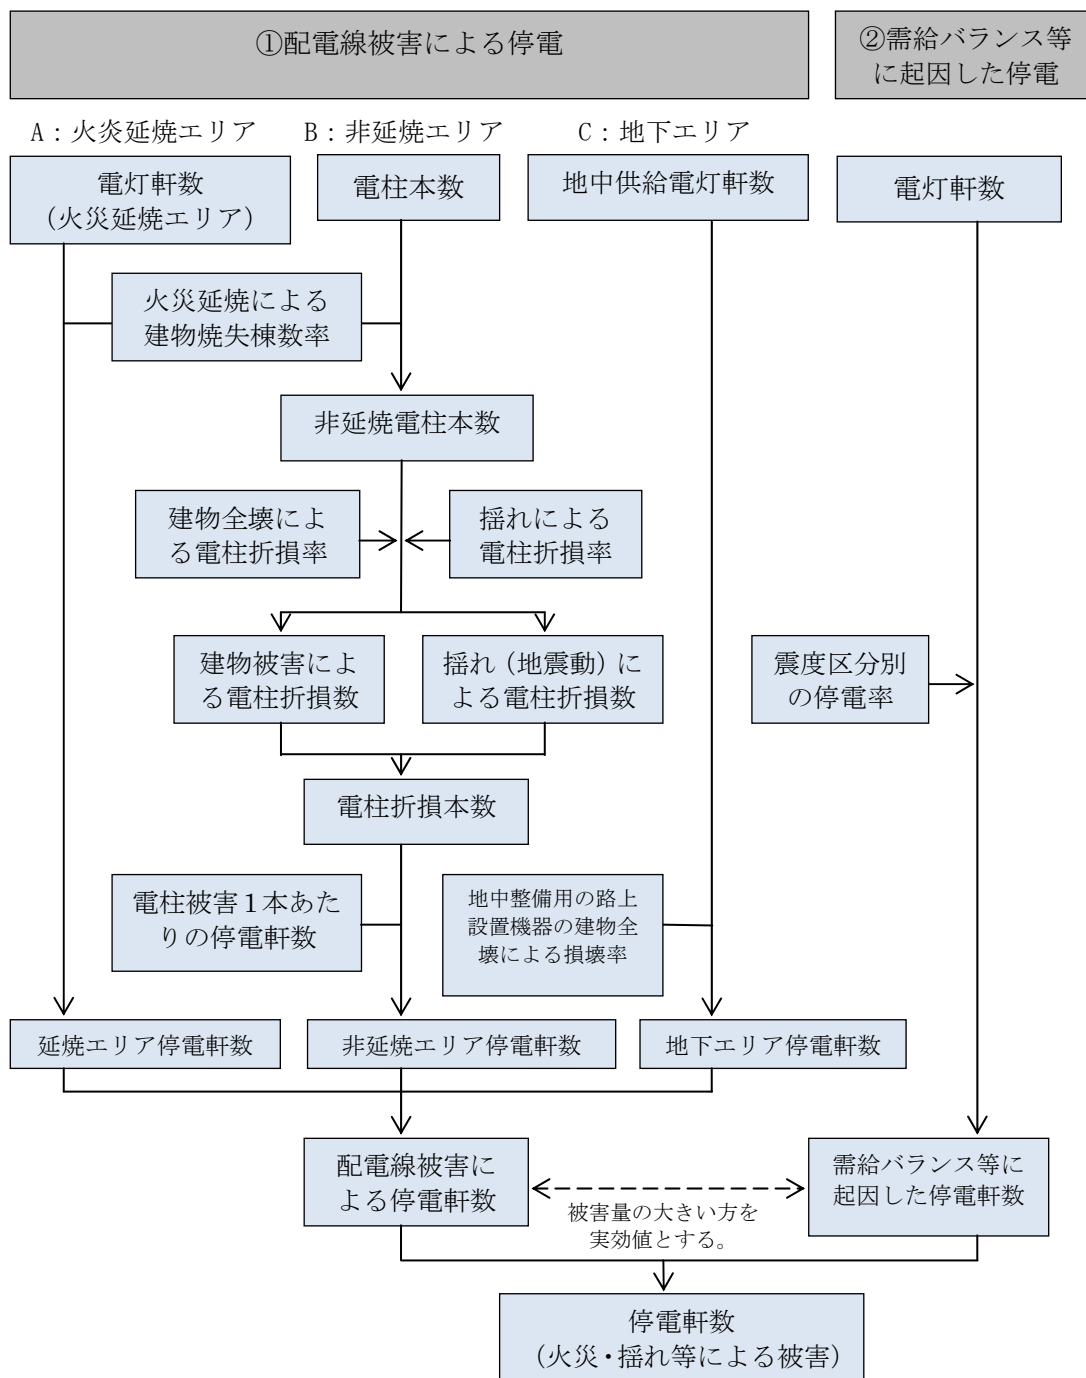 ①配電線被害による停電
②需給バランス等
に起因した停電
A：火炎延焼エリア
B：非延焼エリア
C：地下エリア
電灯軒数
（火災延焼エリア）
電柱本数
地中供給電灯軒数
電灯軒数
火災延焼による
建物焼失棟数率
非延焼電柱本数
建物全壊によ
る電柱折損率
揺れによる
電柱折損率
建物被害によ
る電柱折損数
揺れ（地震動）に
よる電柱折損数
震度区分別
の停電率
電柱折損本数
電柱被害１本あた
りの停電軒数
地中整備用の路上
設置機器の建物全
壊による損壊率
延焼エリア停電軒数
非延焼エリア停電軒数
地下エリア停電軒数
配電線被害に
よる停電軒数
需給バランス等に
起因した停電軒数
被害量の大きい方を
実効値とする。
停電軒数
（火災・揺れ等による被害）